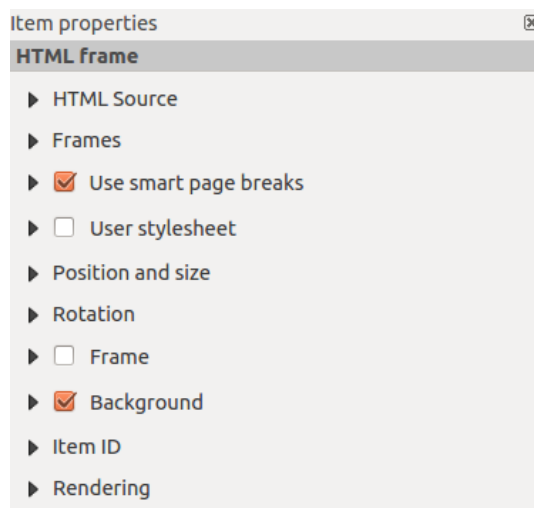 Item properties
HTML frame
HTML Source
Frames
Use smart page breaks
User stylesheet
Position and size
Rotation
Frame
Background
Item ID
Rendering